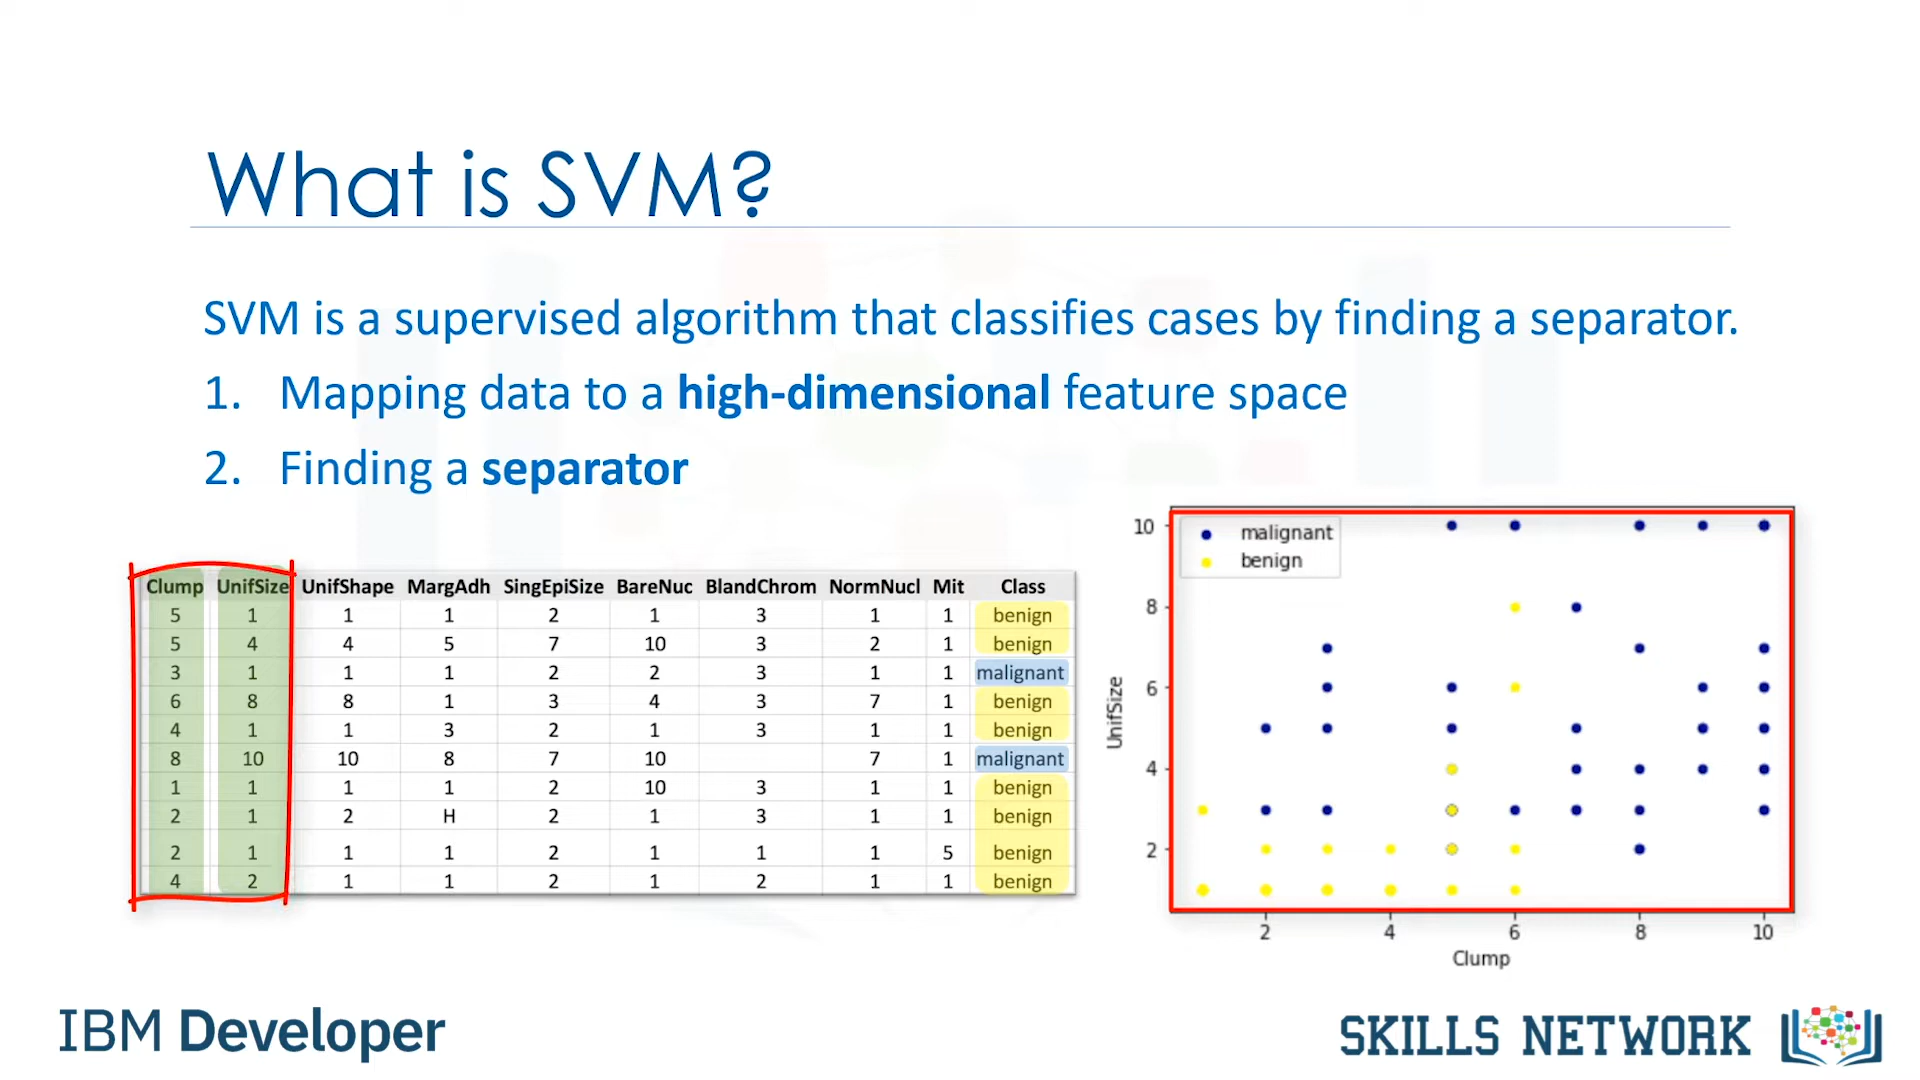 What is SVM?
SVM is a supervised algorithm that classifies cases by finding a separator.
1. Mapping data to a high-dimensional feature space
2. Finding a separator
Clump UnifSize UnifShape MargAdh SingEpiSize BareNuc BlandChrom NormNucl Mit Class
5 1 1 1 2 1 3 1 1 benign
5 4 4 5 7 10 3 2 1 benign
3 1 1 1 2 2 3 1 1 malignant
6 8 8 1 3 4 3 7 1 benign
4 1 1 3 2 1 3 1 1 benign
8 10 10 8 7 10 7 1 malignant
1 1 1 1 2 10 3 1 1 benign
2 1 2 H 2 1 3 1 1 benign
2 1 1 1 2 1 1 1 5 benign
4 2 1 1 2 1 2 1 1 benign
malignant
benign
10
8
6
4
2
UnifSize
2 4 6 8 10
Clump
IBM Developer
SKILLS NETWORK